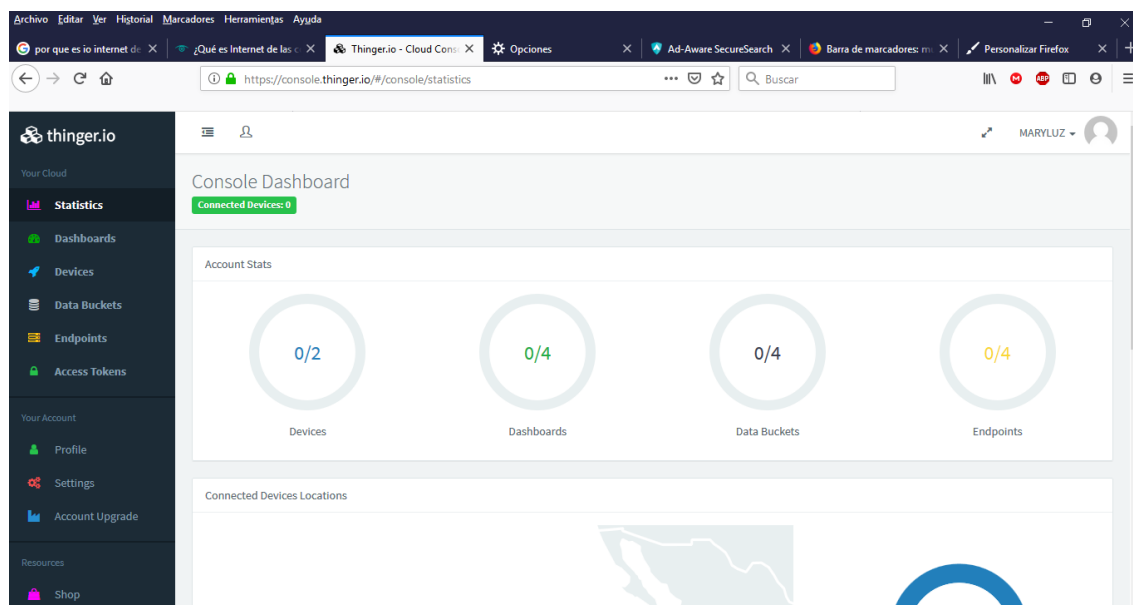 Archivo Editar Ver Historial Marcadores Herramientas Ayuda
por que es io internet de
¿Qué es Internet de las c
Thinger.io - Cloud Cons
Opciones
Ad-Aware SecureSearch
Barra de marcadores: mu
Personalizar Firefox
https://console.thinger.io/#/console/statistics
Buscar
ABP
thinger.io
MARYLUZ
Your Cloud
Statistics
Dashboards
Devices
Data Buckets
Endpoints
Access Tokens
Your Account
Profile
Settings
Account Upgrade
Resources
Shop
Console Dashboard
Connected Devices: 0
Account Stats
0/2 0/4 0/4 0/4
Devices Dashboards Data Buckets Endpoints
Connected Devices Locations